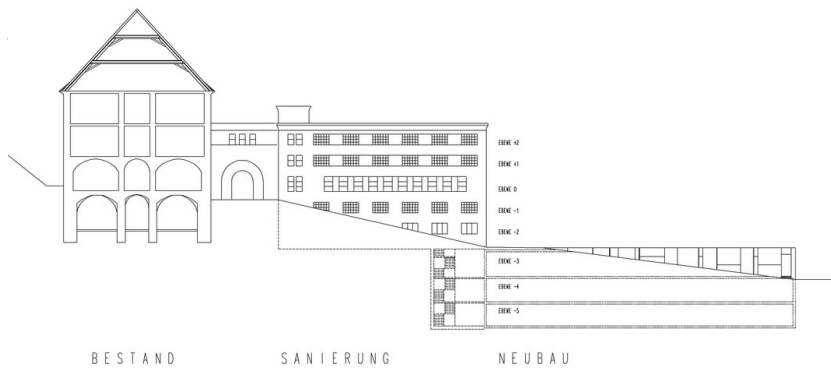 EBENE +2
EBENE +1
EBENE 0
EBENE -1
EBENE -2
EBENE -3
EBENE -4
EBENE -5
BESTAND SANIERUNG NEUBAU